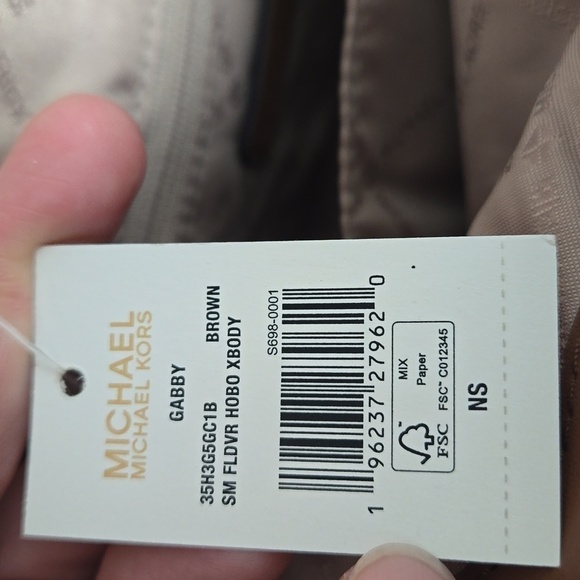 MICHAEL
MICHAEL KORS
GABBY
35H3G5GC1B BROWN
SM FLDVR HOBO XBODY
S698-0001
1 96237 27962 0
FSC
MIX
Paper
FSC™ C012345
NS